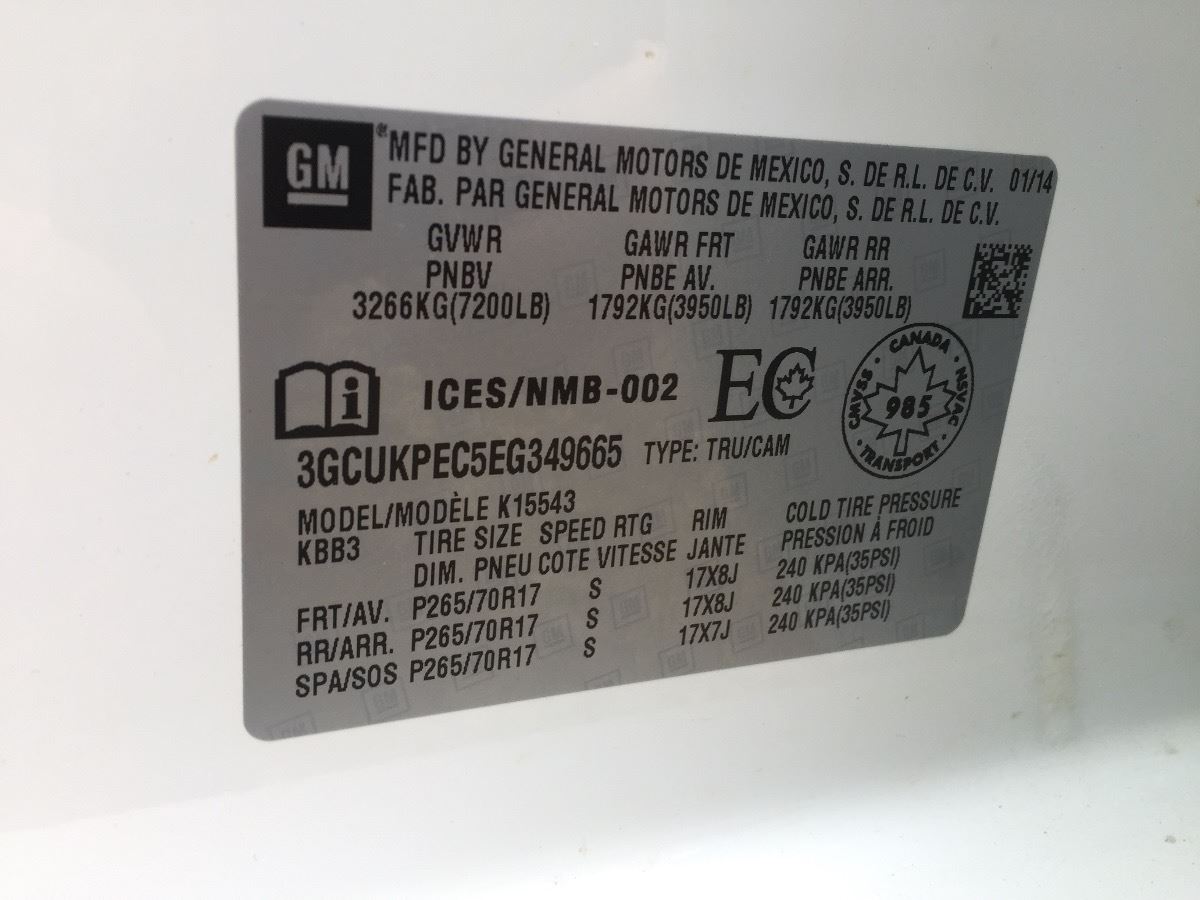 GM ® MFD BY GENERAL MOTORS DE MEXICO, S. DE R.L. DE C.V. 01/14
FAB. PAR GENERAL MOTORS DE MEXICO, S. DE R.L. DE C.V.
GVWR GAWR FRT GAWR RR
PNBV PNBE AV. PNBE ARR.
3266KG(7200LB) 1792KG(3950LB) 1792KG(3950LB)
i ICES/NMB-002 EC
CANADA
CMVSS 985 NSVAC
TRANSPORT
3GCUKPEC5EG349665 TYPE: TRU/CAM
MODEL/MODÈLE K15543
KBB3 TIRE SIZE SPEED RTG RIM COLD TIRE PRESSURE
DIM. PNEU COTE VITESSE JANTE PRESSION À FROID
FRT/AV. P265/70R17 S 17X8J 240 KPA(35PSI)
RR/ARR. P265/70R17 S 17X8J 240 KPA(35PSI)
SPA/SOS P265/70R17 S 17X7J 240 KPA(35PSI)